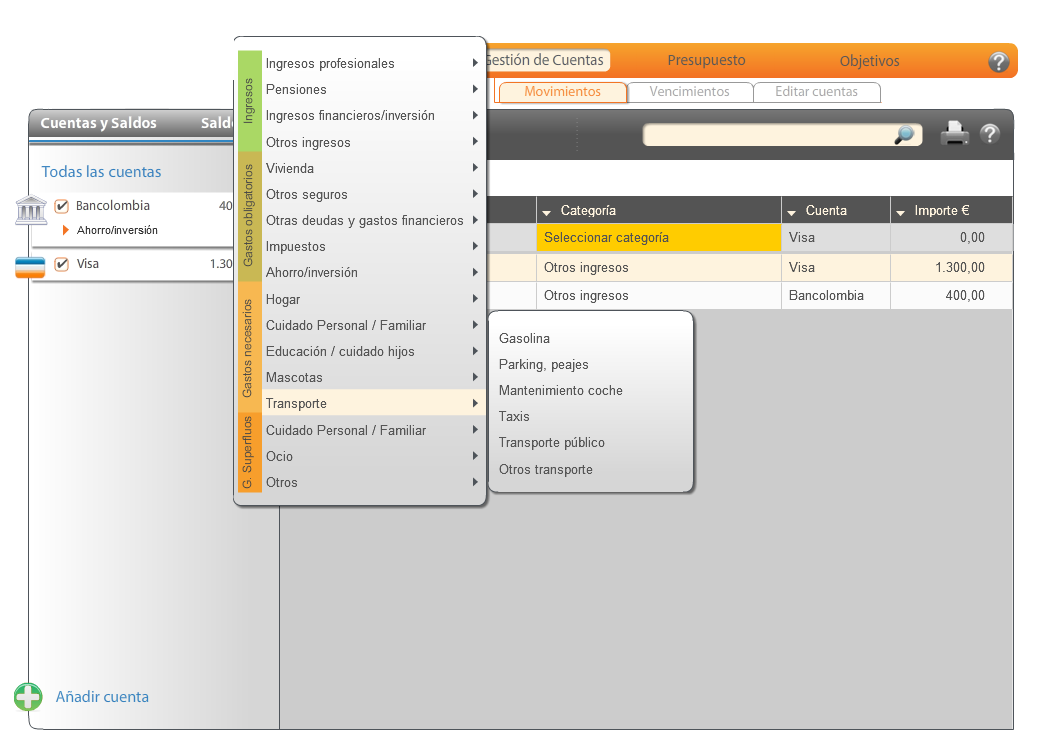 Gestión de Cuentas
Presupuesto
Objetivos
Movimientos
Vencimientos
Editar cuentas
Cuentas y Saldos
Todas las cuentas
Bancolombia
Ahorro/inversión
Visa
Añadir cuenta
Ingresos
Ingresos profesionales
Pensiones
Ingresos financieros/inversión
Otros ingresos
Gastos obligatorios
Vivienda
Otros seguros
Otras deudas y gastos financieros
Impuestos
Ahorro/inversión
Gastos necesarios
Hogar
Cuidado Personal / Familiar
Educación / cuidado hijos
Mascotas
Transporte
G. Superfluos
Cuidado Personal / Familiar
Ocio
Otros
Gasolina
Parking, peajes
Mantenimiento coche
Taxis
Transporte público
Otros transporte
Categoría Cuenta Importe €
Seleccionar categoría Visa 0,00
Otros ingresos Visa 1.300,00
Otros ingresos Bancolombia 400,00